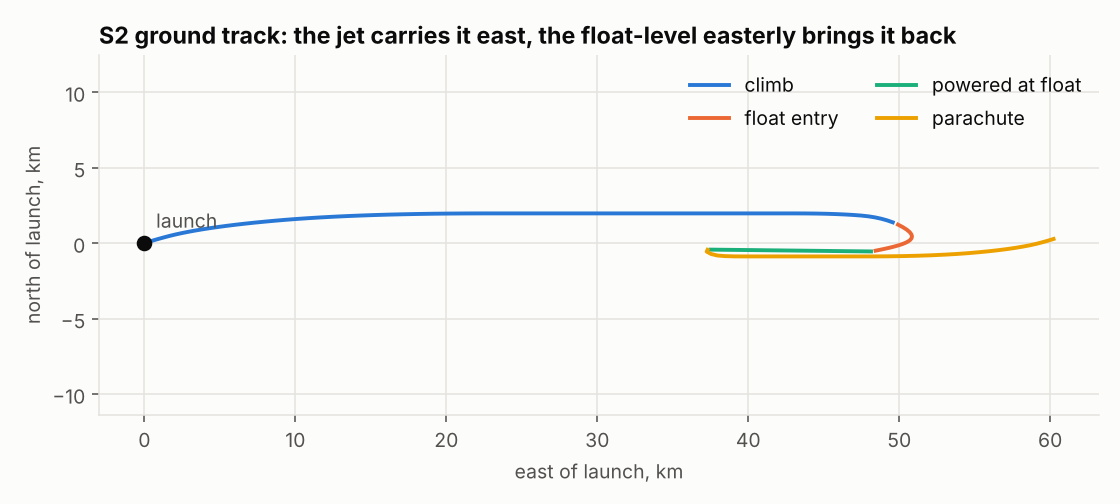 S2 ground track: the jet carries it east, the float-level easterly brings it back
climb
powered at float
float entry
parachute
north of launch, km
10
5
0
−5
−10
launch
0
10
20
30
40
50
60
east of launch, km